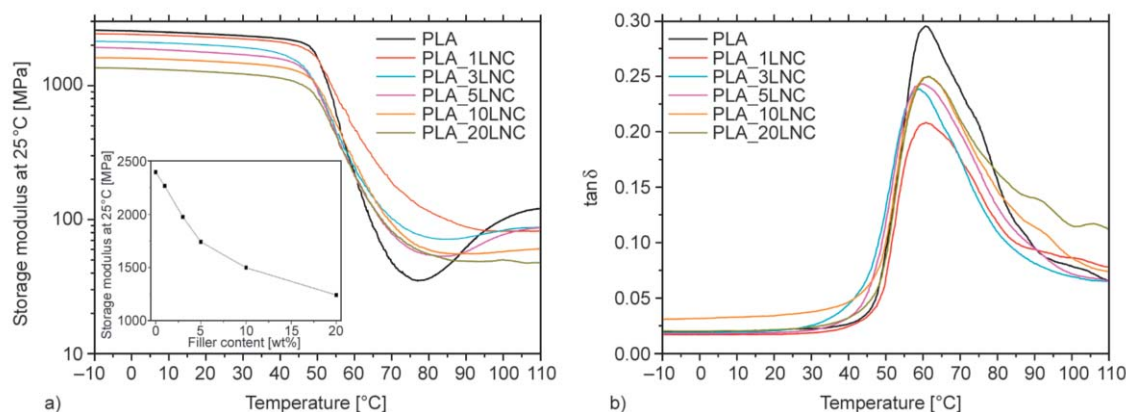 Storage modulus at 25°C [MPa]
1000
100
10
PLA
PLA_1LNC
PLA_3LNC
PLA_5LNC
PLA_10LNC
PLA_20LNC
Storage modulus at 25°C [MPa]
2500
2000
1500
1000
0 5 10 15 20
Filler content [wt%]
–10 0 10 20 30 40 50 60 70 80 90 100 110
a)
Temperature [°C]
tanδ
0.30
0.25
0.20
0.15
0.10
0.05
0.00
PLA
PLA_1LNC
PLA_3LNC
PLA_5LNC
PLA_10LNC
PLA_20LNC
–10 0 10 20 30 40 50 60 70 80 90 100 110
b)
Temperature [°C]